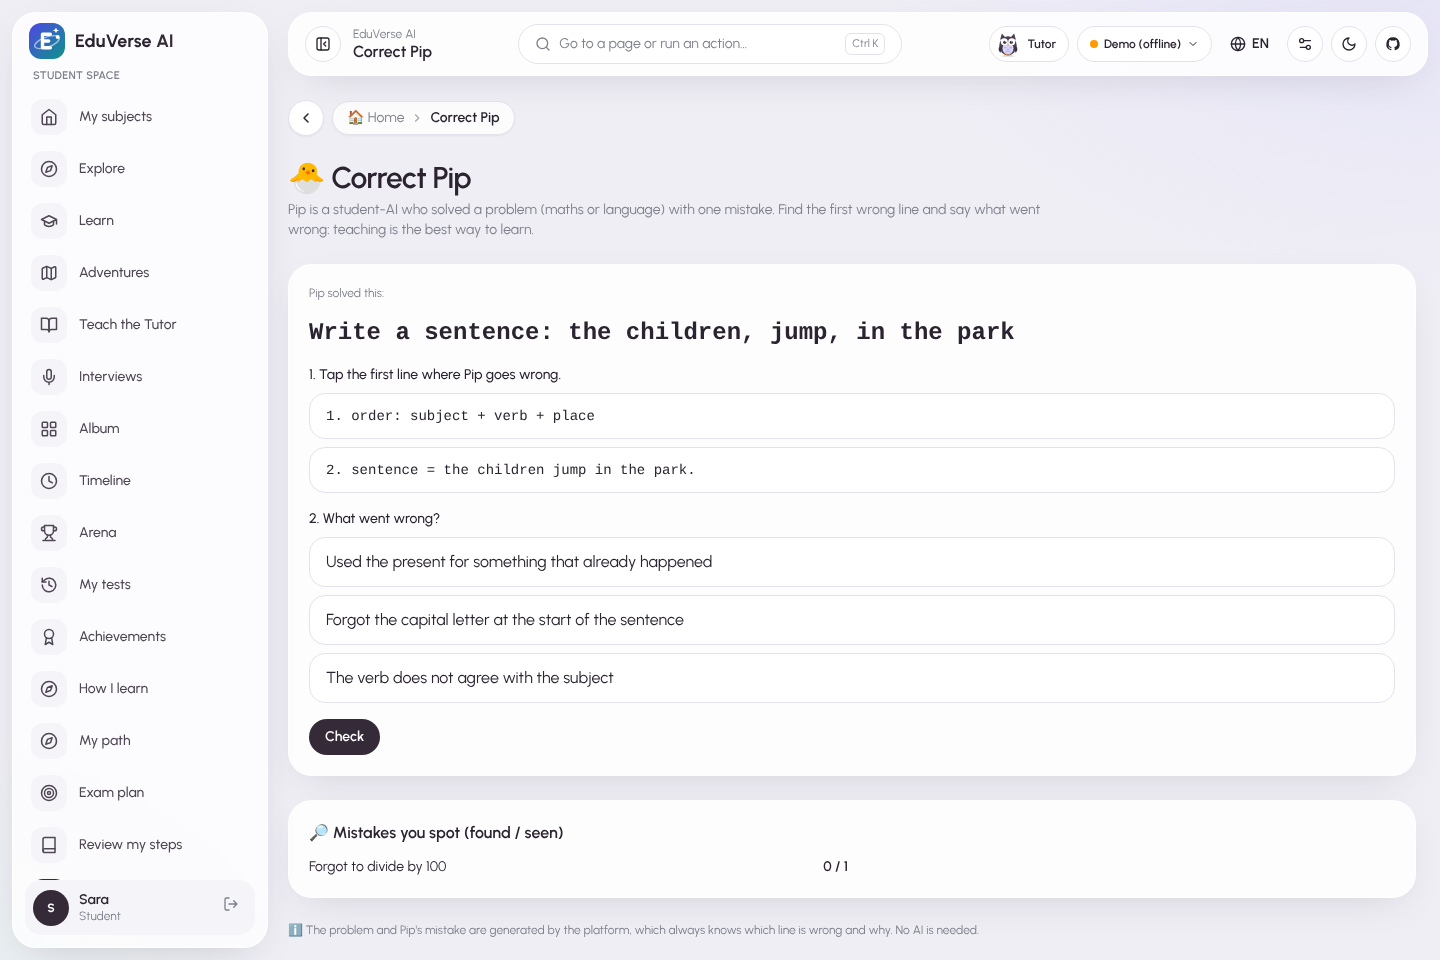 EduVerse AI
STUDENT SPACE
My subjects
Explore
Learn
Adventures
Teach the Tutor
Interviews
Album
Timeline
Arena
My tests
Achievements
How I learn
My path
Exam plan
Review my steps
S
Sara
Student
EduVerse AI
Correct Pip
Go to a page or run an action...
Ctrl K
Tutor
Demo (offline)
EN
Home
Correct Pip
Correct Pip
Pip is a student-AI who solved a problem (maths or language) with one mistake. Find the first wrong line and say what went
wrong: teaching is the best way to learn.
Pip solved this:
Write a sentence: the children, jump, in the park
1. Tap the first line where Pip goes wrong.
1. order: subject + verb + place
2. sentence = the children jump in the park.
2. What went wrong?
Used the present for something that already happened
Forgot the capital letter at the start of the sentence
The verb does not agree with the subject
Check
Mistakes you spot (found / seen)
Forgot to divide by 100
0 / 1
The problem and Pip's mistake are generated by the platform, which always knows which line is wrong and why. No AI is needed.